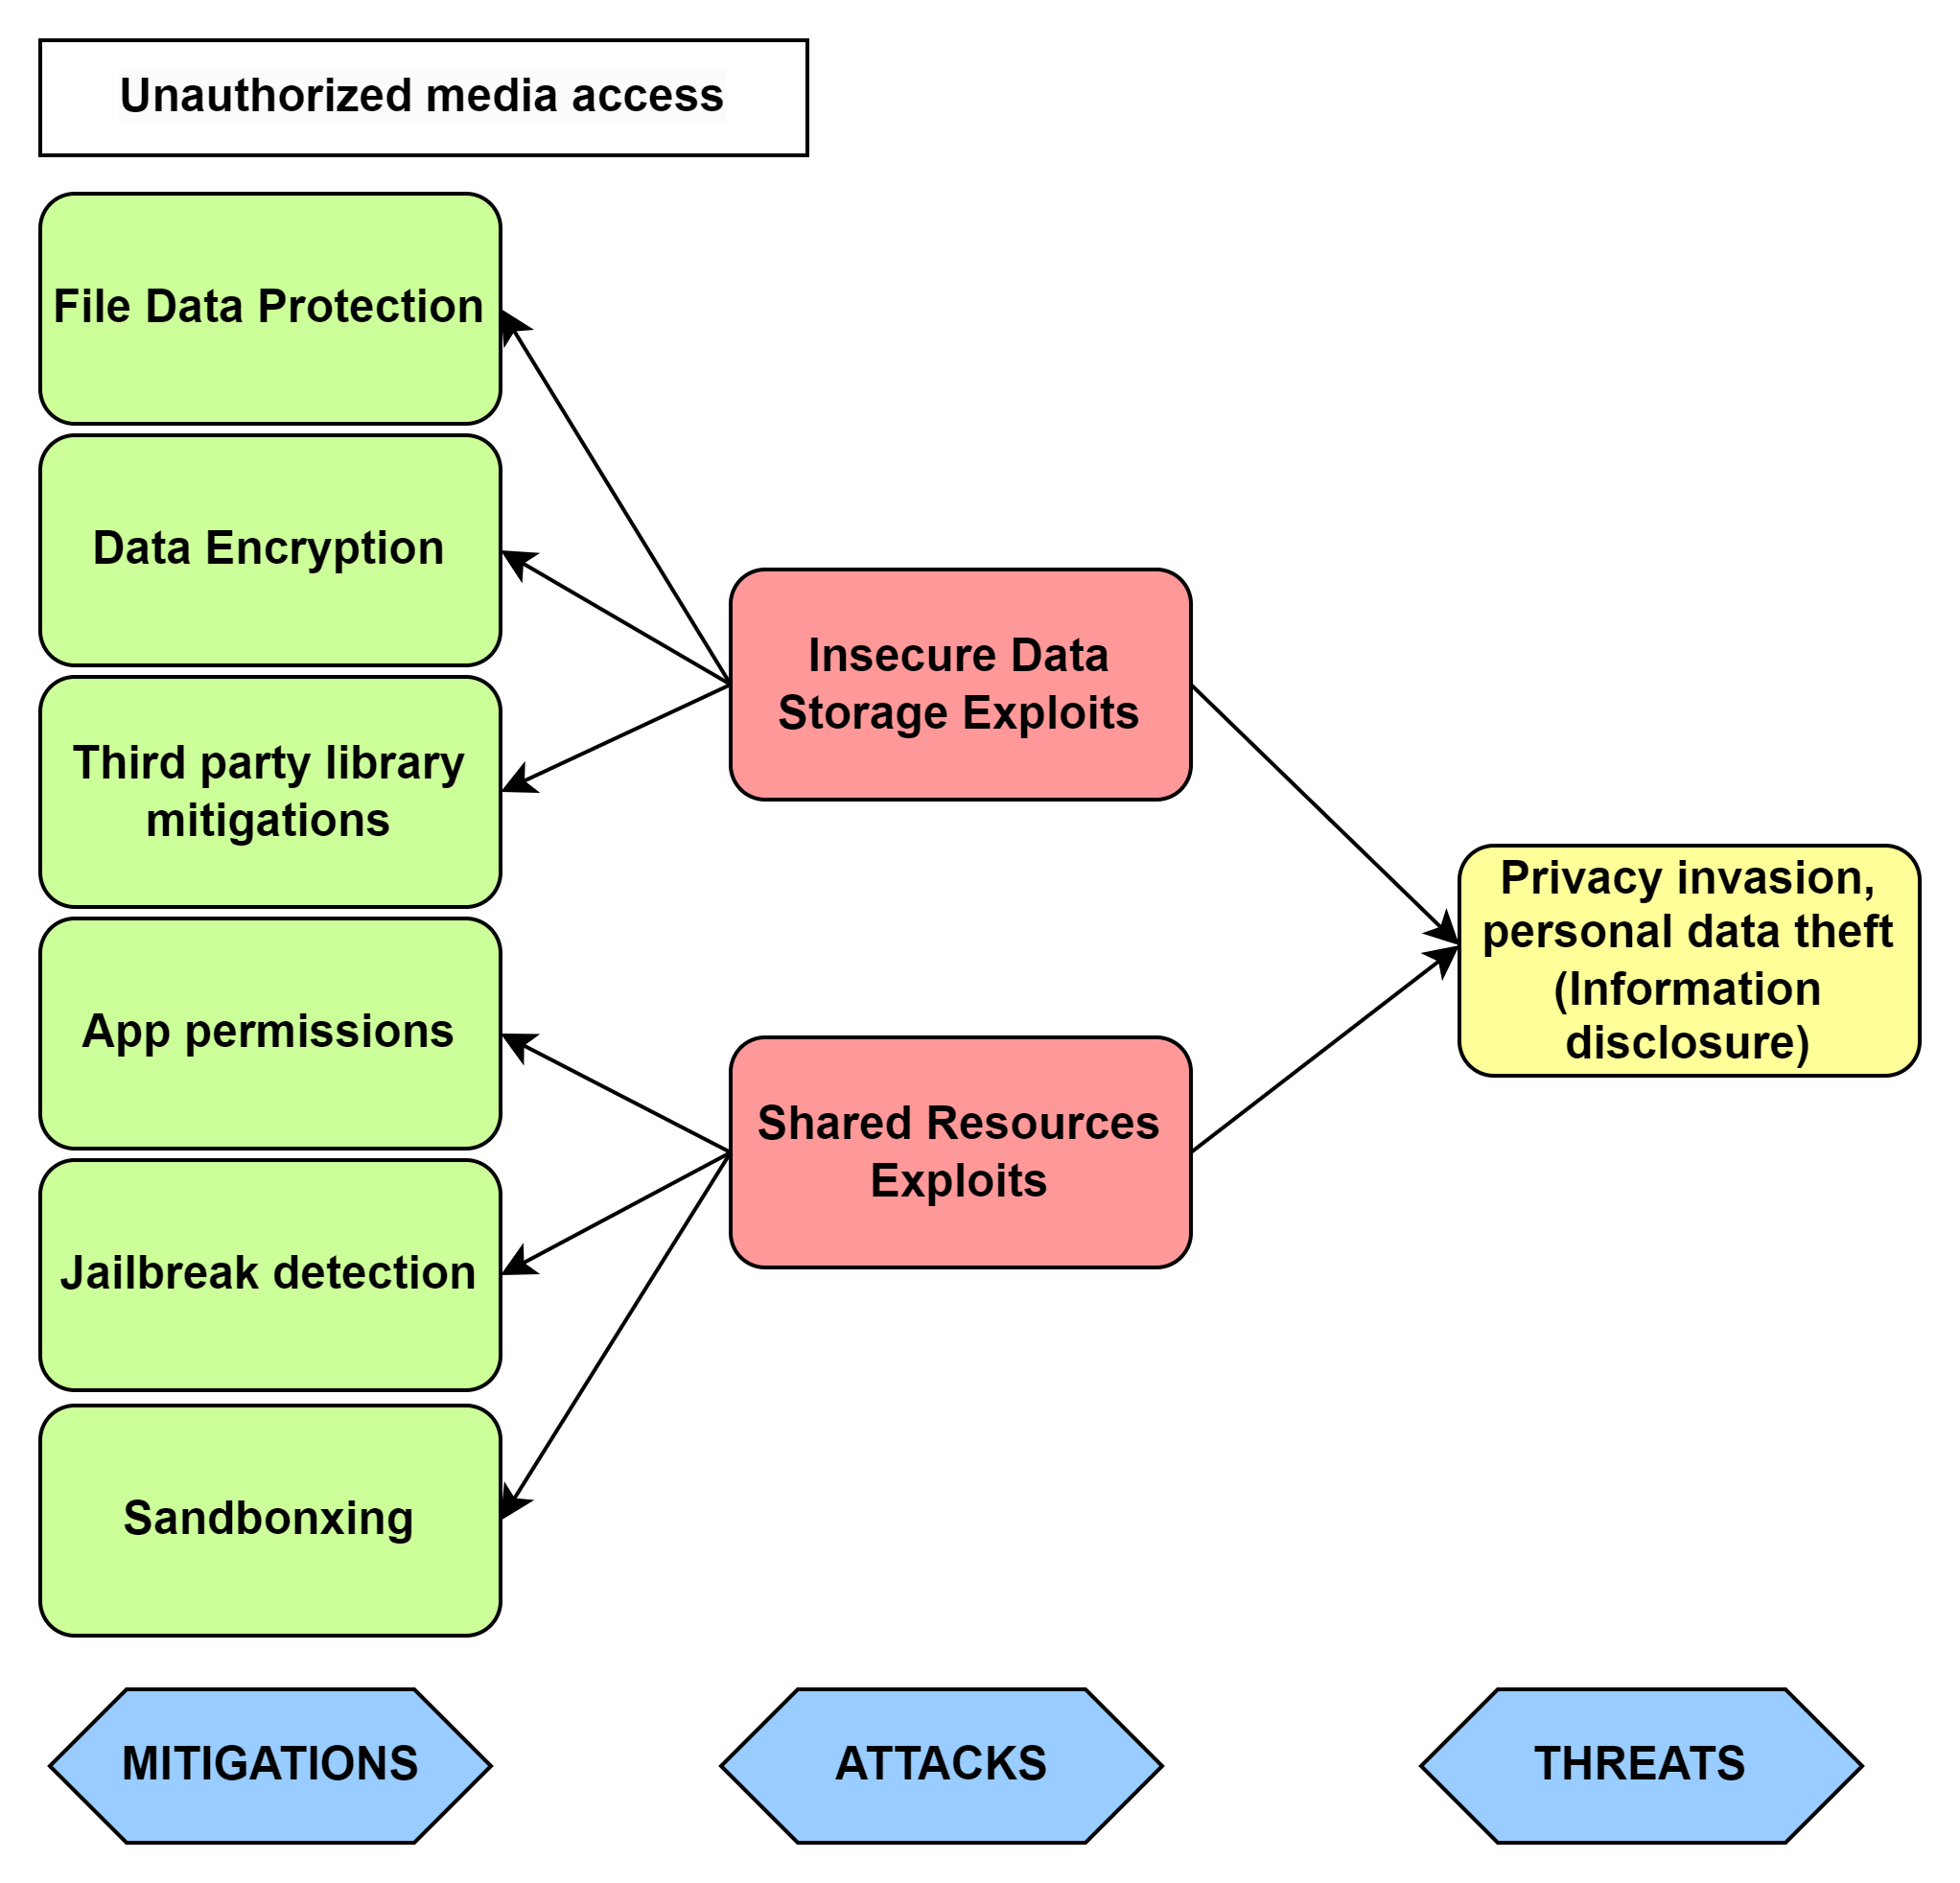 Unauthorized media access
File Data Protection
Data Encryption
Third party library
mitigations
App permissions
Jailbreak detection
Sandbonxing
Insecure Data
Storage Exploits
Shared Resources
Exploits
Privacy invasion,
personal data theft
(Information
disclosure)
MITIGATIONS
ATTACKS
THREATS